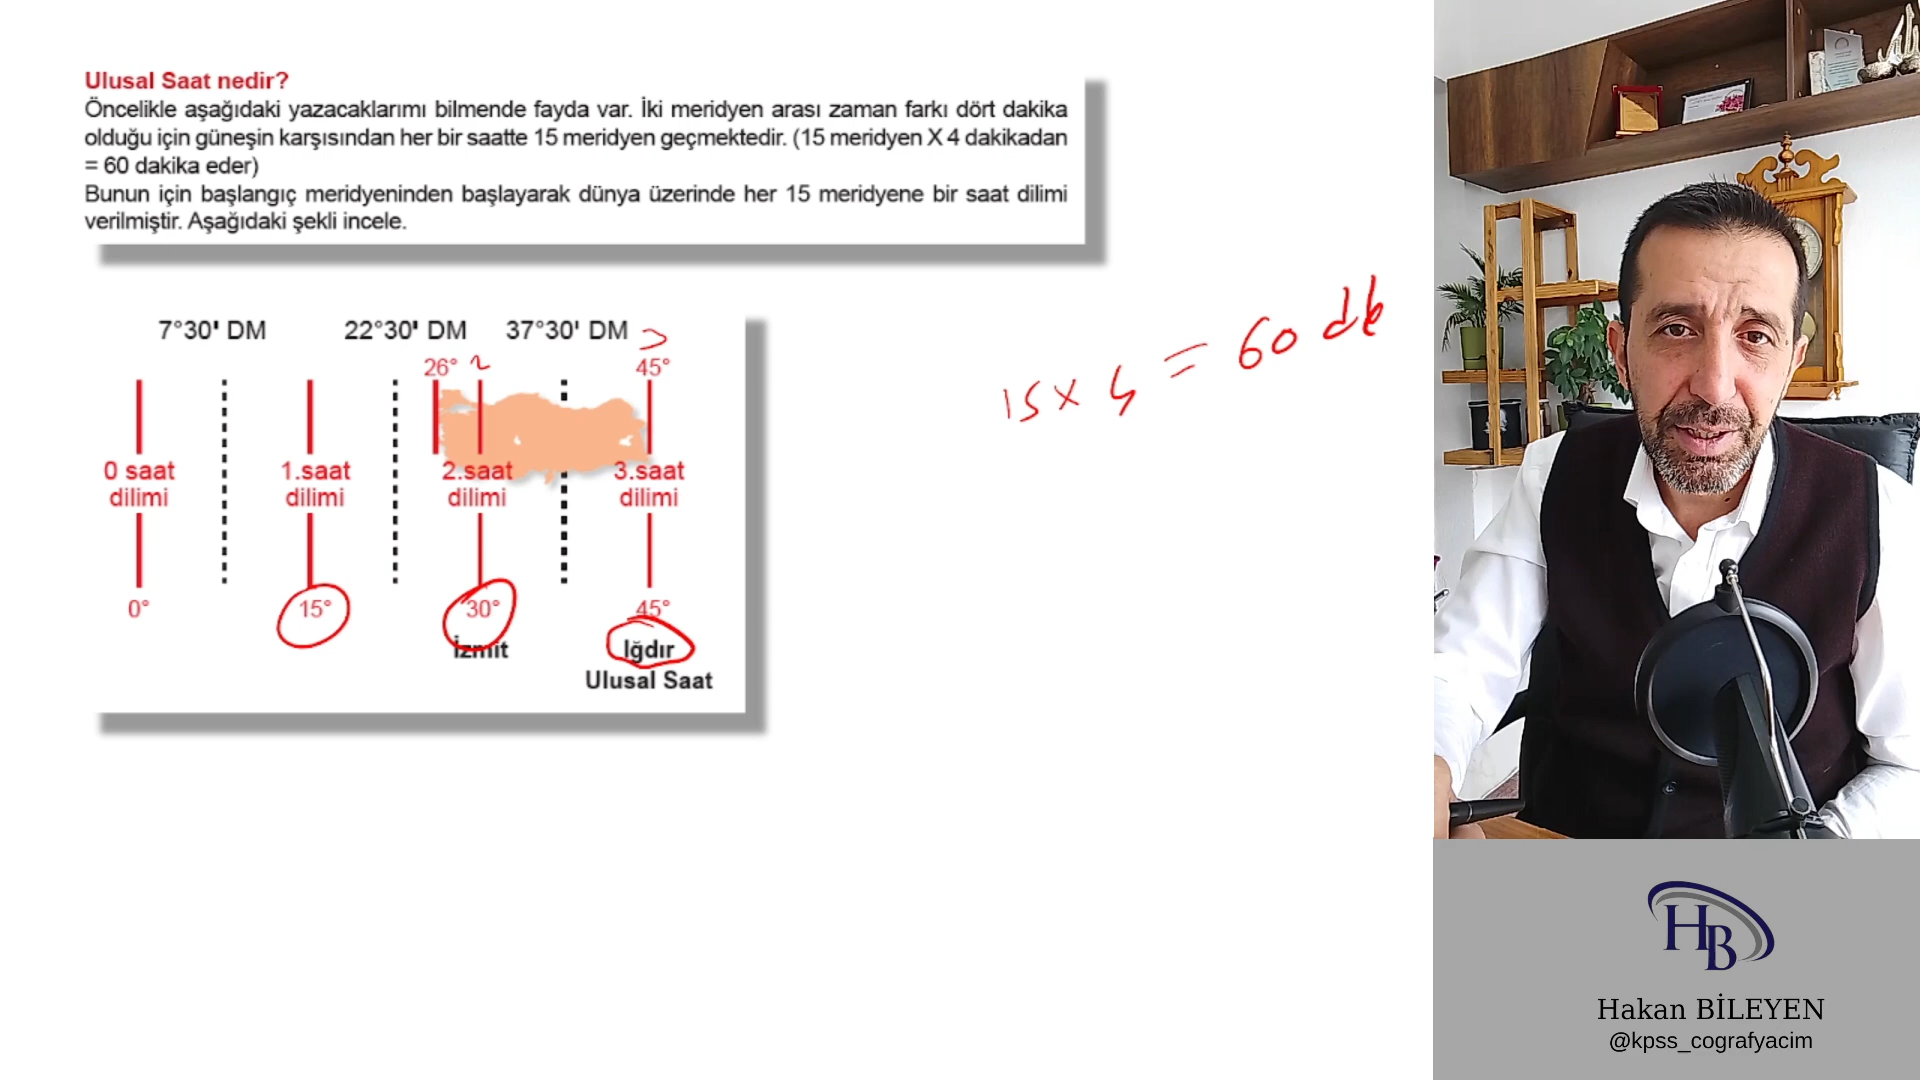 Ulusal Saat nedir?
Öncelikle aşağıdaki yazacaklarımı bilmende fayda var. İki meridyen arası zaman farkı dört dakika
olduğu için güneşin karşısından her bir saatte 15 meridyen geçmektedir. (15 meridyen X 4 dakikadan
= 60 dakika eder)
Bunun için başlangıç meridyeninden başlayarak dünya üzerinde her 15 meridyene bir saat dilimi
verilmiştir. Aşağıdaki şekli incele.
15 x 4 = 60 dk
7°30' DM 22°30' DM 37°30' DM
26° 2 45°
0 saat 1.saat 2.saat 3.saat
dilimi dilimi dilimi dilimi
0° 15° 30° 45°
İzmit Iğdır
Ulusal Saat
HB
Hakan BİLEYEN
@kpss_cografyacim